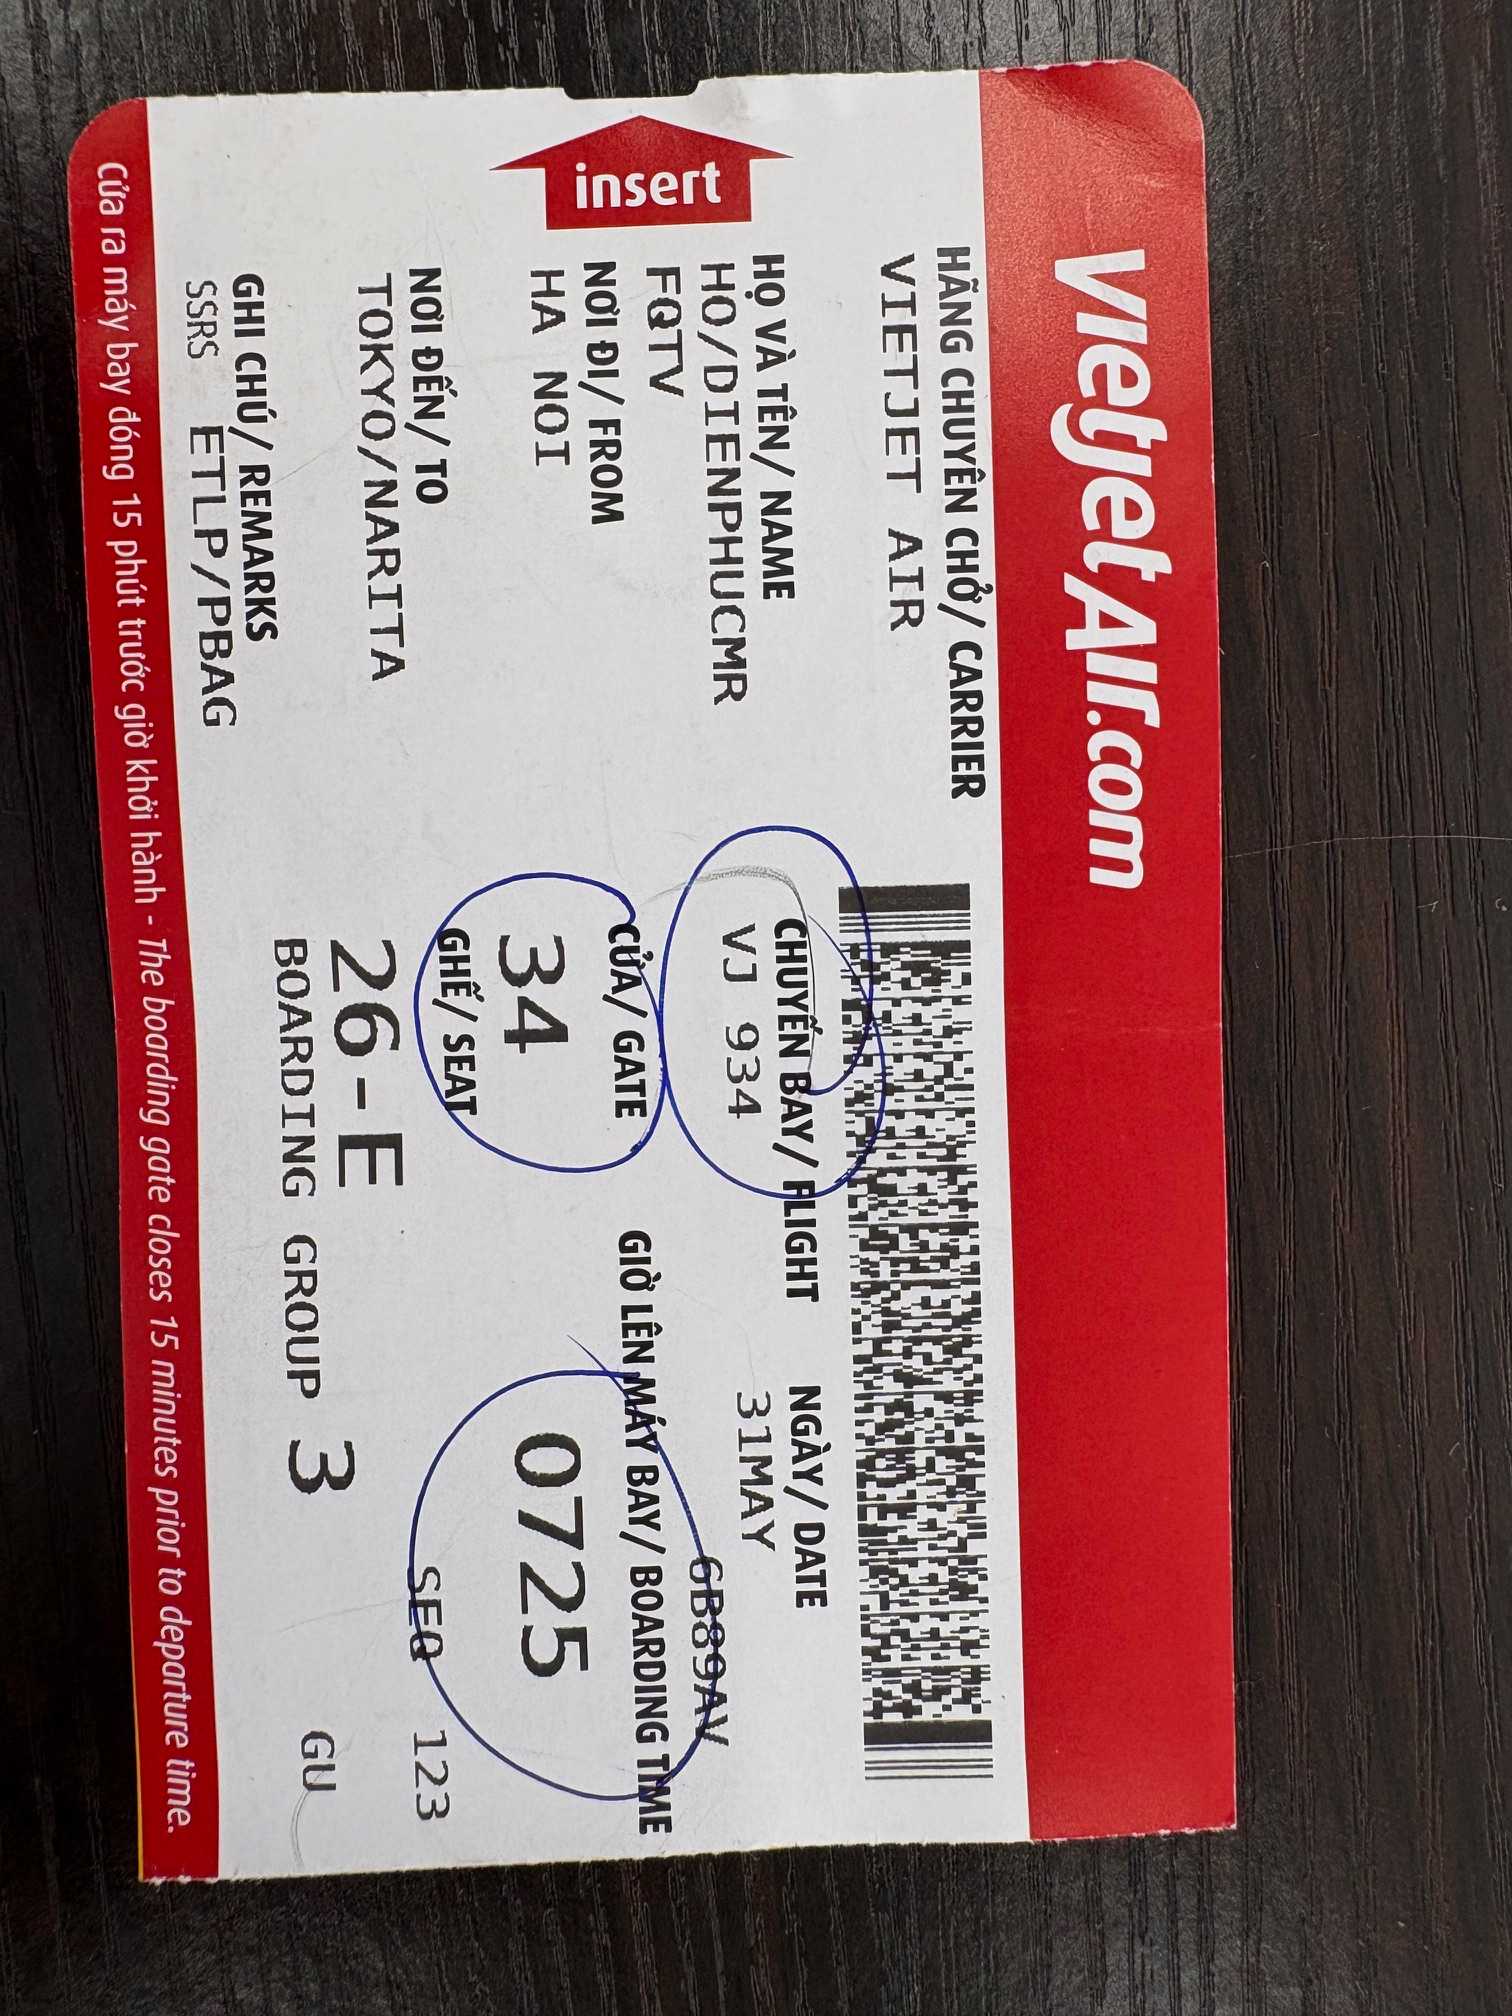 vietjetAir.com
insert
HÃNG CHUYÊN CHỞ/ CARRIER
VIETJET AIR
HỌ VÀ TÊN/ NAME
HO/DIENPHUCMR
FQTV
NƠI ĐI/ FROM
HA NOI
NƠI ĐẾN/ TO
TOKYO/NARITA
GHI CHÚ/ REMARKS
SSRS ETLP/PBAG
CHUYẾN BAY/ FLIGHT
VJ 934
NGÀY/ DATE
31MAY
6B89AV
CỬA/ GATE
34
GIỜ LÊN MÁY BAY/ BOARDING TIME
0725
GHẾ/ SEAT
26-E
SEQ 123
BOARDING GROUP 3 GU
Cửa ra máy bay đóng 15 phút trước giờ khởi hành - The boarding gate closes 15 minutes prior to departure time.